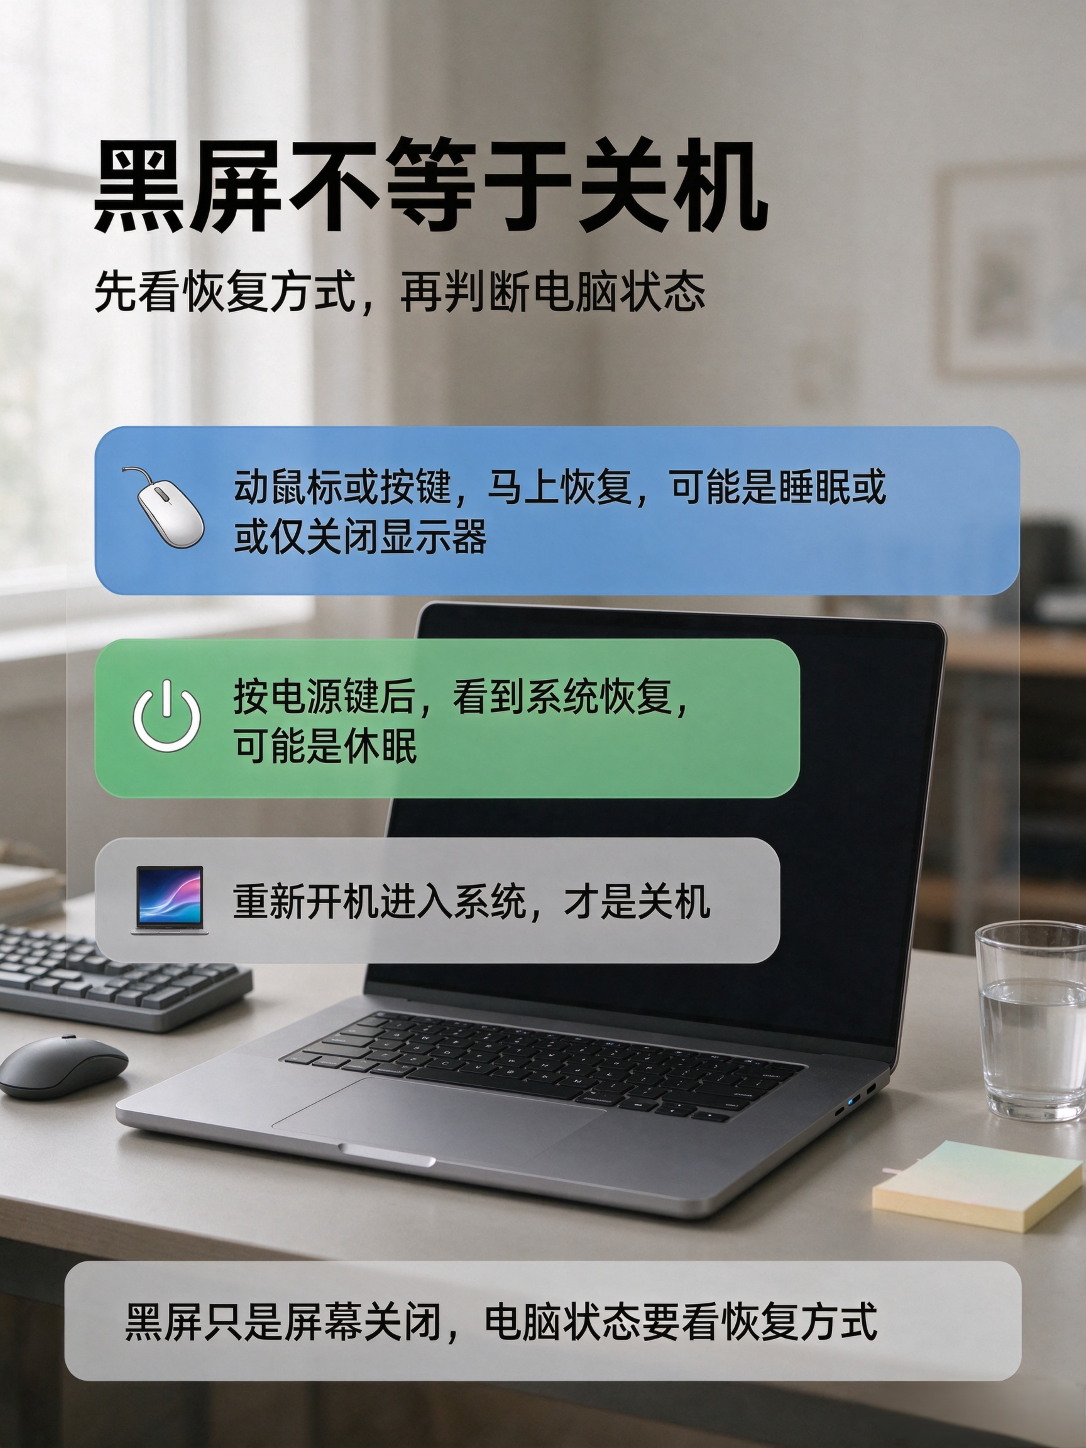 黑屏不等于关机
先看恢复方式，再判断电脑状态
动鼠标或按键，马上恢复，可能是睡眠或
或仅关闭显示器
按电源键后，看到系统恢复，
可能是休眠
重新开机进入系统，才是关机
黑屏只是屏幕关闭，电脑状态要看恢复方式